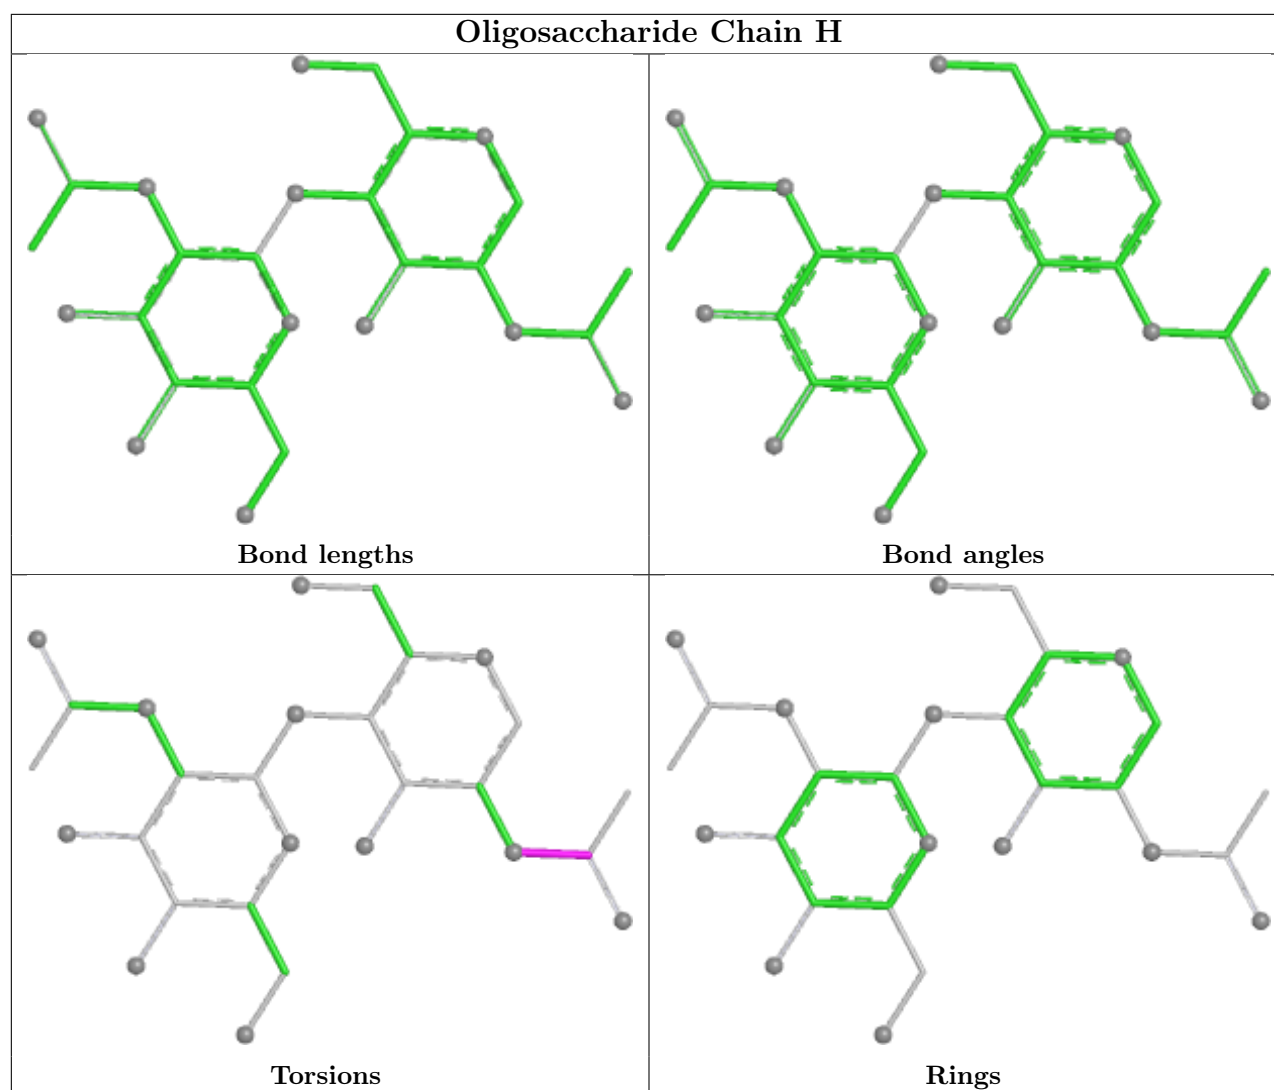 Oligosaccharide Chain H
Bond lengths
Bond angles
Torsions
Rings